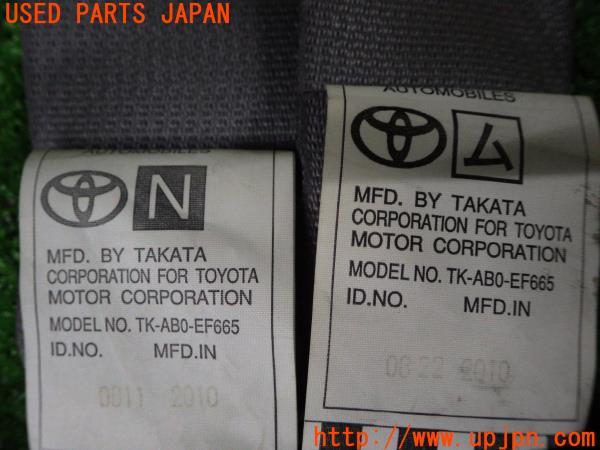 USED PARTS JAPAN
AUTOMOBILES
N
MFD. BY TAKATA
CORPORATION FOR TOYOTA
MOTOR CORPORATION
MODEL NO. TK-AB0-EF665
ID.NO. MFD.IN
0811 2010
AUTOMOBILES
ム
MFD. BY TAKATA
CORPORATION FOR TOYOTA
MOTOR CORPORATION
MODEL NO. TK-AB0-EF665
ID.NO. MFD.IN
2010
http://www.upjpn.com/